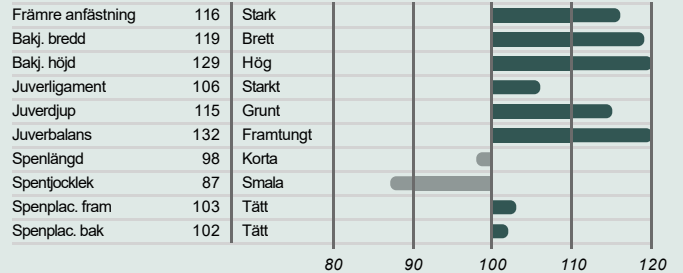 Främre anfästning 116 Stark
Bakj. bredd 119 Brett
Bakj. höjd 129 Hög
Juverligament 106 Starkt
Juverdjup 115 Grunt
Juverbalans 132 Framtungt
Spenlängd 98 Korta
Spentjocklek 87 Smala
Spenplac. fram 103 Tätt
Spenplac. bak 102 Tätt
80 90 100 110 120